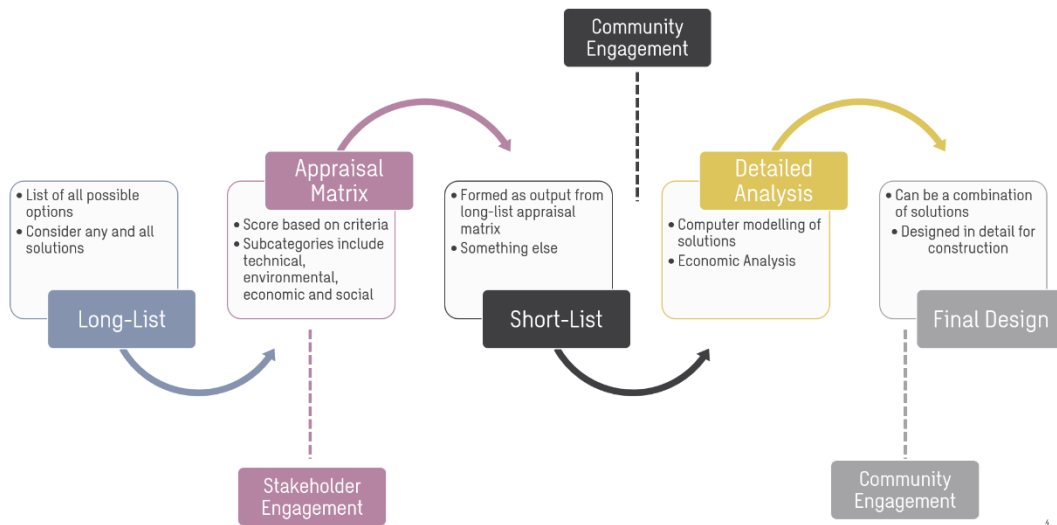 Community
Engagement
• List of all possible
options
• Consider any and all
solutions
Long-List
Appraisal
Matrix
• Score based on criteria
• Subcategories include
technical,
environmental,
economic and social
Stakeholder
Engagement
• Formed as output from
long-list appraisal
matrix
• Something else
Short-List
Detailed
Analysis
• Computer modelling of
solutions
• Economic Analysis
• Can be a combination
of solutions
• Designed in detail for
construction
Final Design
Community
Engagement